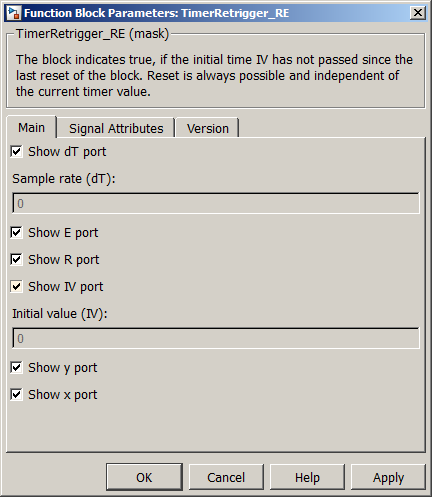 Function Block Parameters: TimerRetrigger_RE
TimerRetrigger_RE (mask)
The block indicates true, if the initial time IV has not passed since the
last reset of the block. Reset is always possible and independent of
the current timer value.
Main Signal Attributes Version
Show dT port
Sample rate (dT):
0
Show E port
Show R port
Show IV port
Initial value (IV):
0
Show y port
Show x port
OK Cancel Help Apply